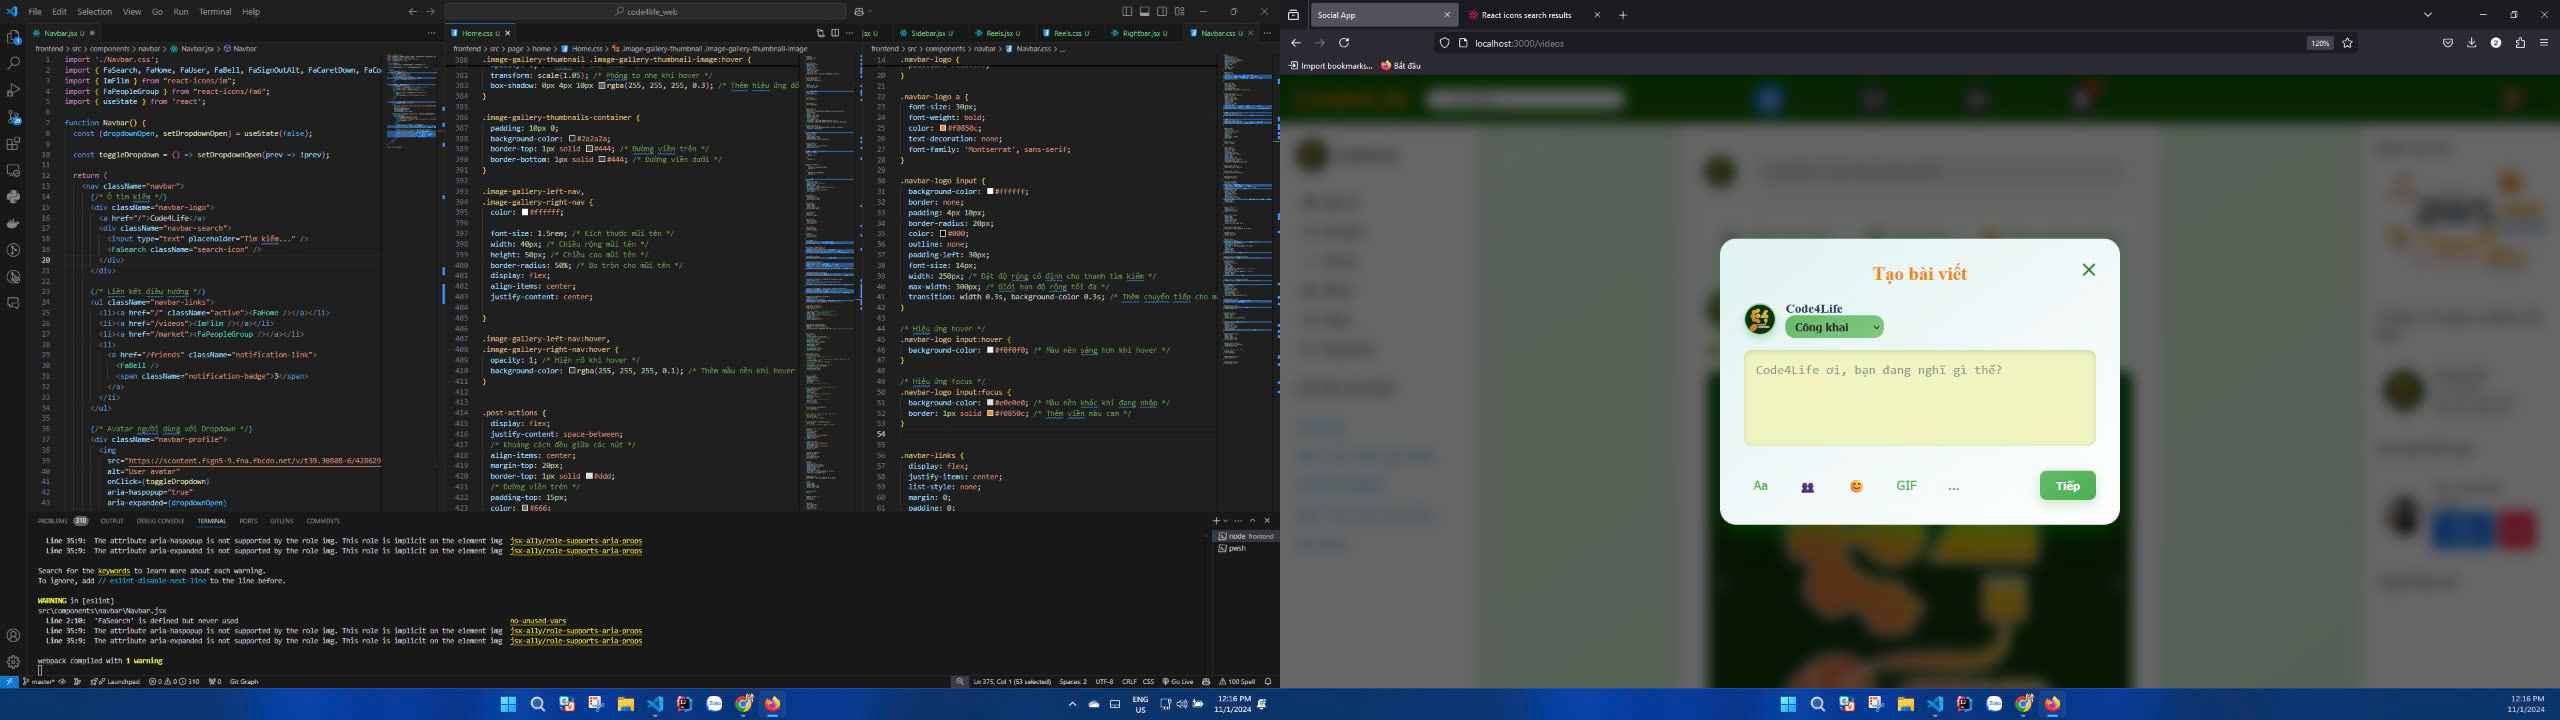 File Edit Selection View Go Run Terminal Help
code4life_web
Navbar.jsx U
frontend > src > components > navbar > Navbar.jsx > Navbar
1 import './Navbar.css';
2 import { FaSearch, FaHome, FaUser, FaBell, FaSignOutAlt, FaCaretDown, FaCo
3 import { ImFilm } from "react-icons/im";
4 import { FaPeopleGroup } from "react-icons/fa6";
5 import { useState } from 'react';
6
7 function Navbar() {
8 const [dropdownOpen, setDropdownOpen] = useState(false);
9
10 const toggleDropdown = () => setDropdownOpen(prev => !prev);
11
12 return (
13 <nav className="navbar">
14 {/* Ô tìm kiếm */}
15 <div className="navbar-logo">
16 <a href="/">Code4Life</a>
17 <div className="navbar-search">
18 <input type="text" placeholder="Tìm kiếm..." />
19 <FaSearch className="search-icon" />
20 </div>
21 </div>
22
23 {/* Liên kết điều hướng */}
24 <ul className="navbar-links">
25 <li><a href="/" className="active"><FaHome /></a></li>
26 <li><a href="/videos"><ImFilm /></a></li>
27 <li><a href="/market"><FaPeopleGroup /></a></li>
28 <li>
29 <a href="/friends" className="notification-link">
30 <FaBell />
31 <span className="notification-badge">3</span>
32 </a>
33 </li>
34 </ul>
35
36 {/* Avatar người dùng với Dropdown */}
37 <div className="navbar-profile">
38 <img
39 src="https://scontent.fsgn5-9.fna.fbcdn.net/v/t39.30808-6/428629
40 alt="User avatar"
41 onClick={toggleDropdown}
42 aria-haspopup="true"
43 aria-expanded={dropdownOpen}
Home.css U
frontend > src > page > home > Home.css > .image-gallery-thumbnail .image-gallery-thumbnail-image
380 .image-gallery-thumbnail .image-gallery-thumbnail-image:hover {
382 transform: scale(1.05); /* Phóng to nhẹ khi hover */
383 box-shadow: 0px 4px 10px rgba(255, 255, 255, 0.3); /* Thêm hiệu ứng đổ
384 }
385
386 .image-gallery-thumbnails-container {
387 padding: 10px 0;
388 background-color: #2a2a2a;
389 border-top: 1px solid #444; /* Đường viền trên */
390 border-bottom: 1px solid #444; /* Đường viền dưới */
391 }
392
393 .image-gallery-left-nav,
394 .image-gallery-right-nav {
395 color: #ffffff;
396
397 font-size: 1.5rem; /* Kích thước mũi tên */
398 width: 40px; /* Chiều rộng mũi tên */
399 height: 50px; /* Chiều cao mũi tên */
400 border-radius: 50%; /* Bo tròn cho mũi tên */
401 display: flex;
402 align-items: center;
403 justify-content: center;
404
405 }
406
407 .image-gallery-left-nav:hover,
408 .image-gallery-right-nav:hover {
409 opacity: 1; /* Hiện rõ khi hover */
410 background-color: rgba(255, 255, 255, 0.1); /* Thêm màu nền khi hover
411 }
412
413
414 .post-actions {
415 display: flex;
416 justify-content: space-between;
417 /* Khoảng cách đều giữa các nút */
418 align-items: center;
419 margin-top: 20px;
420 border-top: 1px solid #ddd;
421 /* Đường viền trên */
422 padding-top: 15px;
423 color: #666;
jsx U Sidebar.jsx U Reels.jsx U Reels.css U Rightbar.jsx U Navbar.css U
frontend > src > components > navbar > Navbar.css > ...
14 .navbar-logo {
20 }
21
22 .navbar-logo a {
23 font-size: 30px;
24 font-weight: bold;
25 color: #f0850c;
26 text-decoration: none;
27 font-family: 'Montserrat', sans-serif;
28 }
29
30 .navbar-logo input {
31 background-color: #ffffff;
32 border: none;
33 padding: 4px 10px;
34 border-radius: 20px;
35 color: #000;
36 outline: none;
37 padding-left: 30px;
38 font-size: 14px;
39 width: 250px; /* Đặt độ rộng cố định cho thanh tìm kiếm */
40 max-width: 300px; /* Giới hạn độ rộng tối đa */
41 transition: width 0.3s, background-color 0.3s; /* Thêm chuyển tiếp cho m
42 }
43
44 /* Hiệu ứng hover */
45 .navbar-logo input:hover {
46 background-color: #f0f0f0; /* Màu nền sáng hơn khi hover */
47 }
48
49 /* Hiệu ứng focus */
50 .navbar-logo input:focus {
51 background-color: #e0e0e0; /* Màu nền khác khi đang nhập */
52 border: 1px solid #f0850c; /* Thêm viền màu cam */
53 }
54
55
56 .navbar-links {
57 display: flex;
58 justify-items: center;
59 list-style: none;
60 margin: 0;
61 padding: 0;
PROBLEMS 310 OUTPUT DEBUG CONSOLE TERMINAL PORTS GITLENS COMMENTS
node frontend
pwsh
Line 35:9: The attribute aria-haspopup is not supported by the role img. This role is implicit on the element img jsx-a11y/role-supports-aria-props
Line 35:9: The attribute aria-expanded is not supported by the role img. This role is implicit on the element img jsx-a11y/role-supports-aria-props
Search for the keywords to learn more about each warning.
To ignore, add // eslint-disable-next-line to the line before.
WARNING in [eslint]
src\components\navbar\Navbar.jsx
Line 2:10: 'FaSearch' is defined but never used no-unused-vars
Line 35:9: The attribute aria-haspopup is not supported by the role img. This role is implicit on the element img jsx-a11y/role-supports-aria-props
Line 35:9: The attribute aria-expanded is not supported by the role img. This role is implicit on the element img jsx-a11y/role-supports-aria-props
webpack compiled with 1 warning
master* Launchpad 0 0 310 0 Git Graph
Ln 375, Col 1 (53 selected) Spaces: 2 UTF-8 CRLF CSS Go Live 100 Spell
ENG US 12:16 PM 11/1/2024
Social App
React icons search results
localhost:3000/videos
120%
Import bookmarks... Bắt đầu
Tạo bài viết
Code4Life
Công khai
Code4Life ơi, bạn đang nghĩ gì thế?
Aa GIF ... Tiếp
12:16 PM
11/1/2024